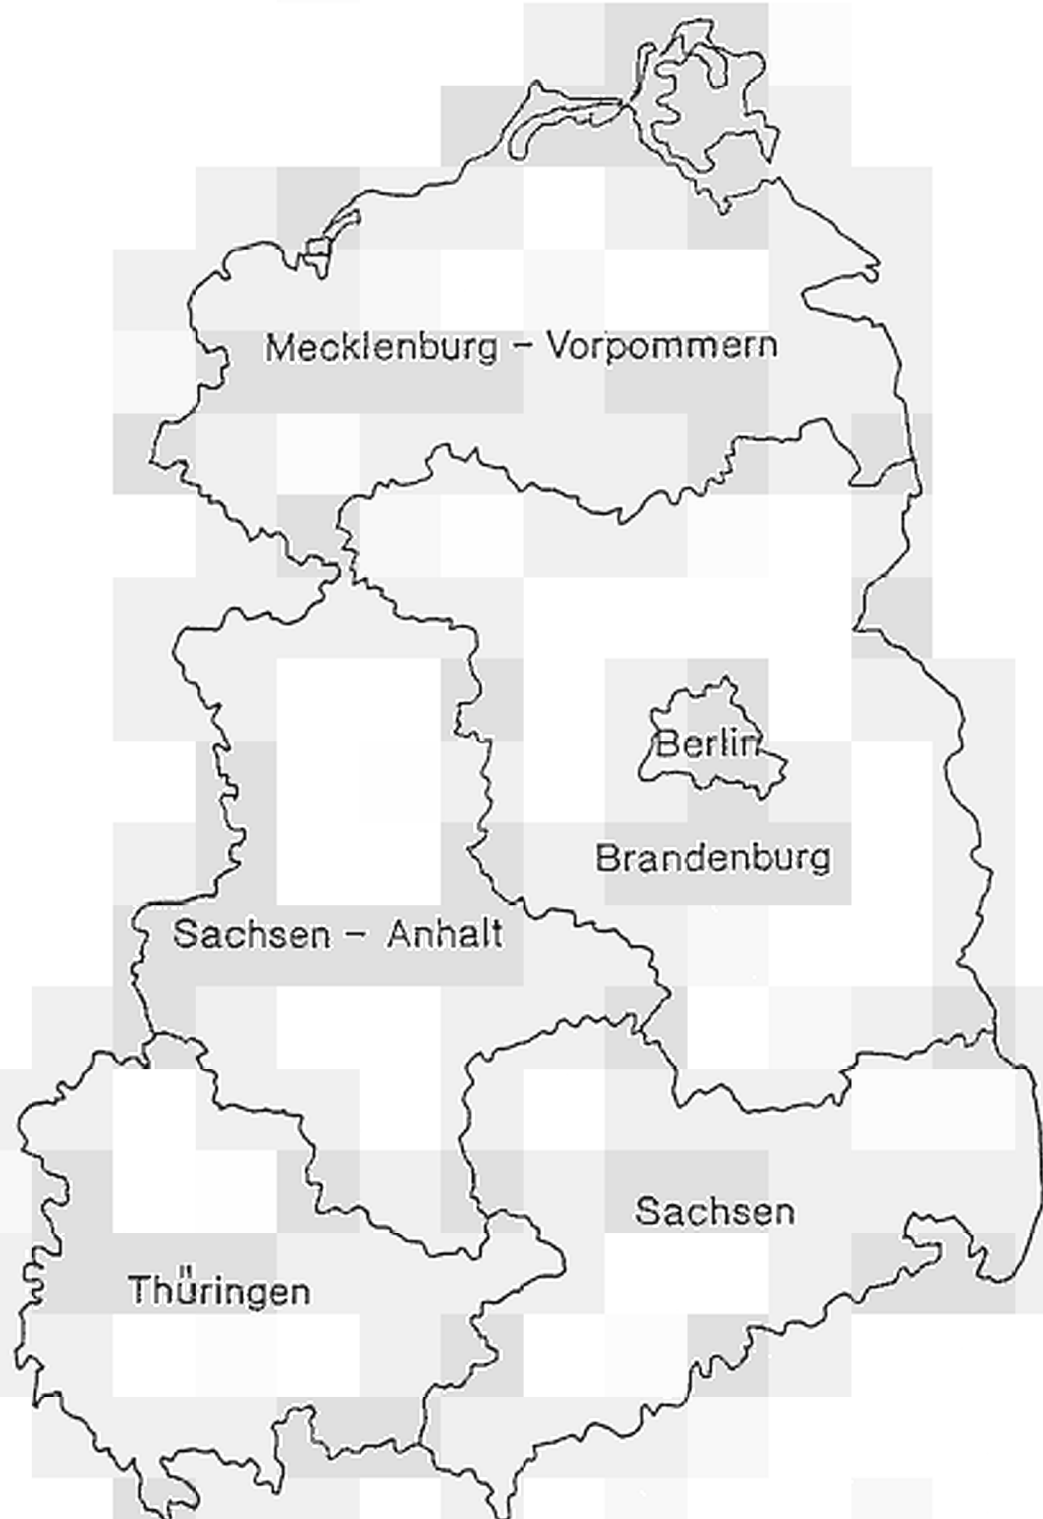 Mecklenburg - Vorpommern
Berlin
Brandenburg
Sachsen - Anhalt
Sachsen
Thüringen